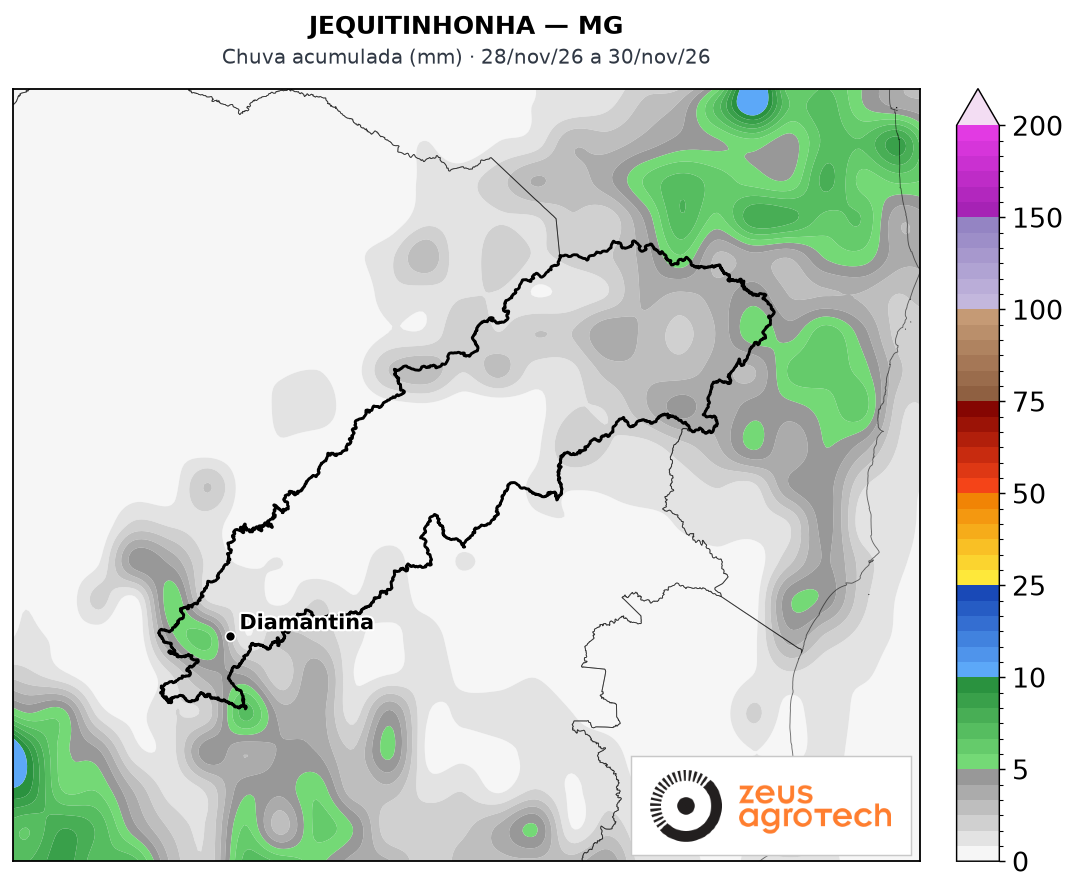 JEQUITINHONHA — MG
Chuva acumulada (mm) · 28/nov/26 a 30/nov/26
200
150
100
75
50
25
10
5
0
Diamantina
zeus
agrotech